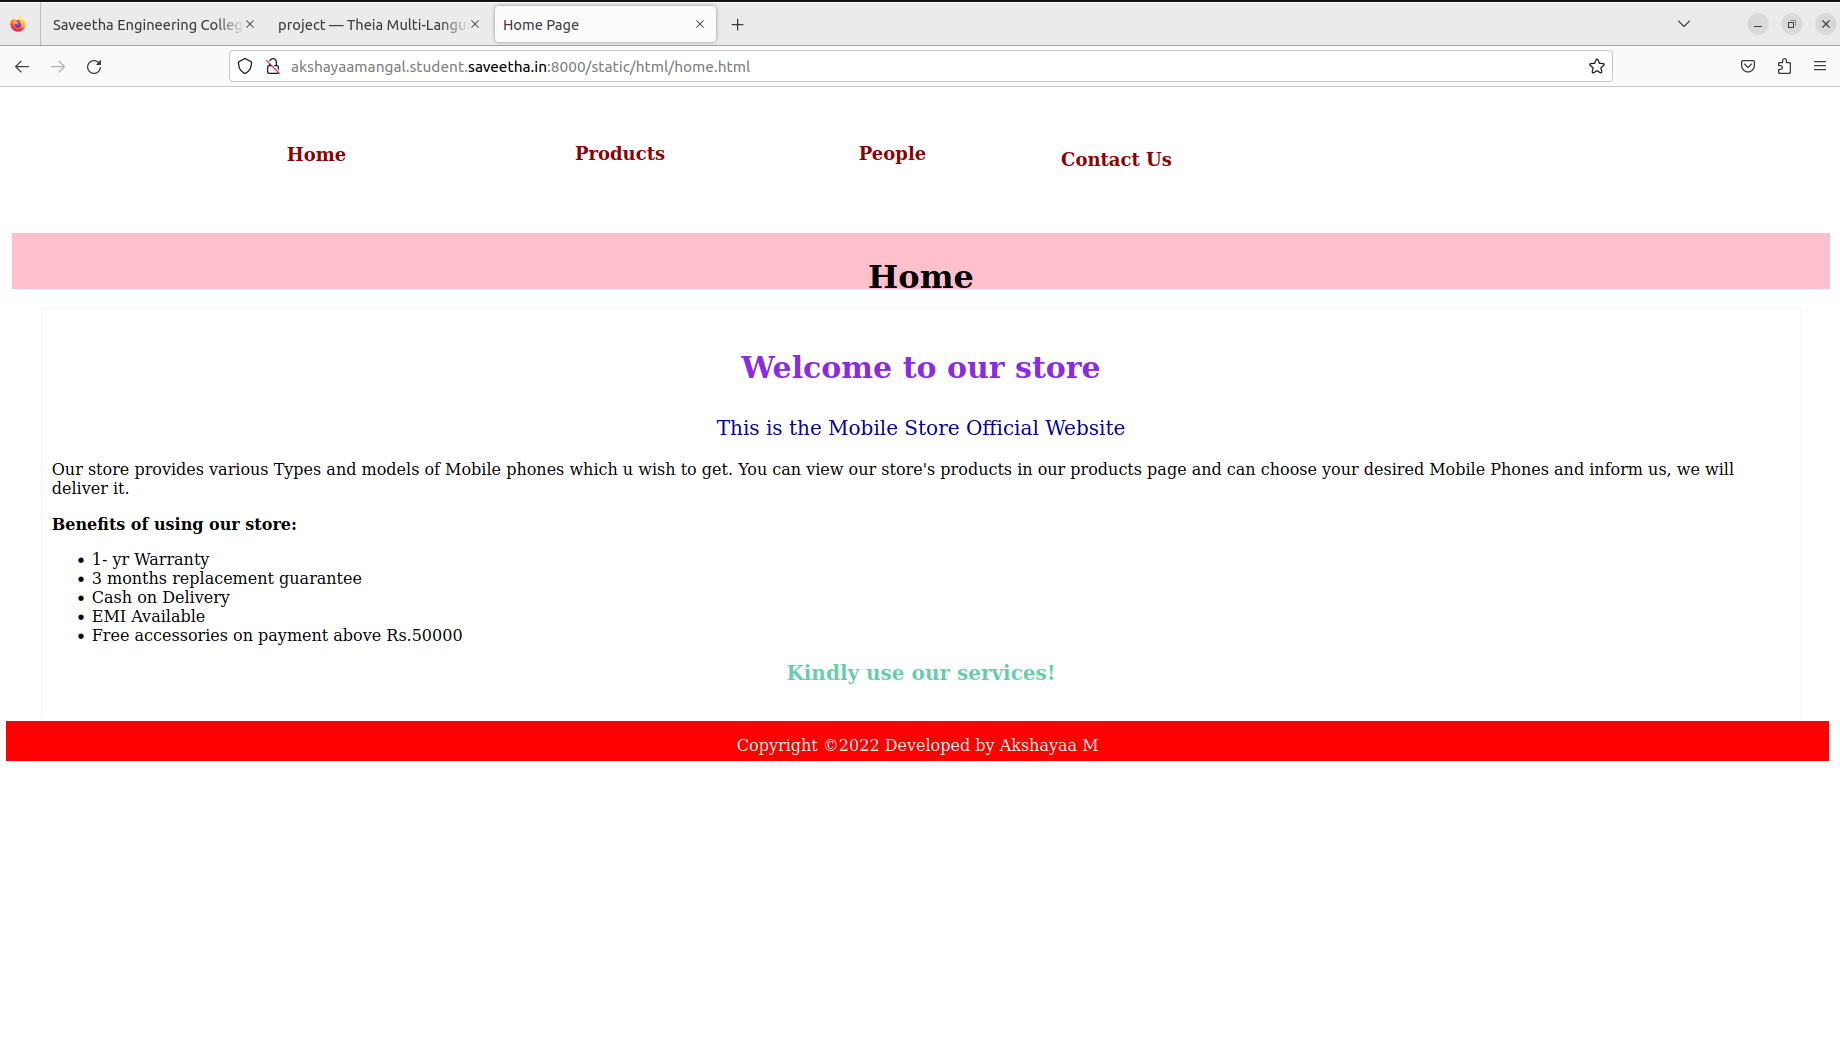 Saveetha Engineering Colleg
project — Theia Multi-Langu
Home Page
akshayaamangal.student.saveetha.in:8000/static/html/home.html
Home Products People Contact Us
Home
Welcome to our store
This is the Mobile Store Official Website
Our store provides various Types and models of Mobile phones which u wish to get. You can view our store's products in our products page and can choose your desired Mobile Phones and inform us, we will
deliver it.
Benefits of using our store:
• 1- yr Warranty
• 3 months replacement guarantee
• Cash on Delivery
• EMI Available
• Free accessories on payment above Rs.50000
Kindly use our services!
Copyright ©2022 Developed by Akshayaa M